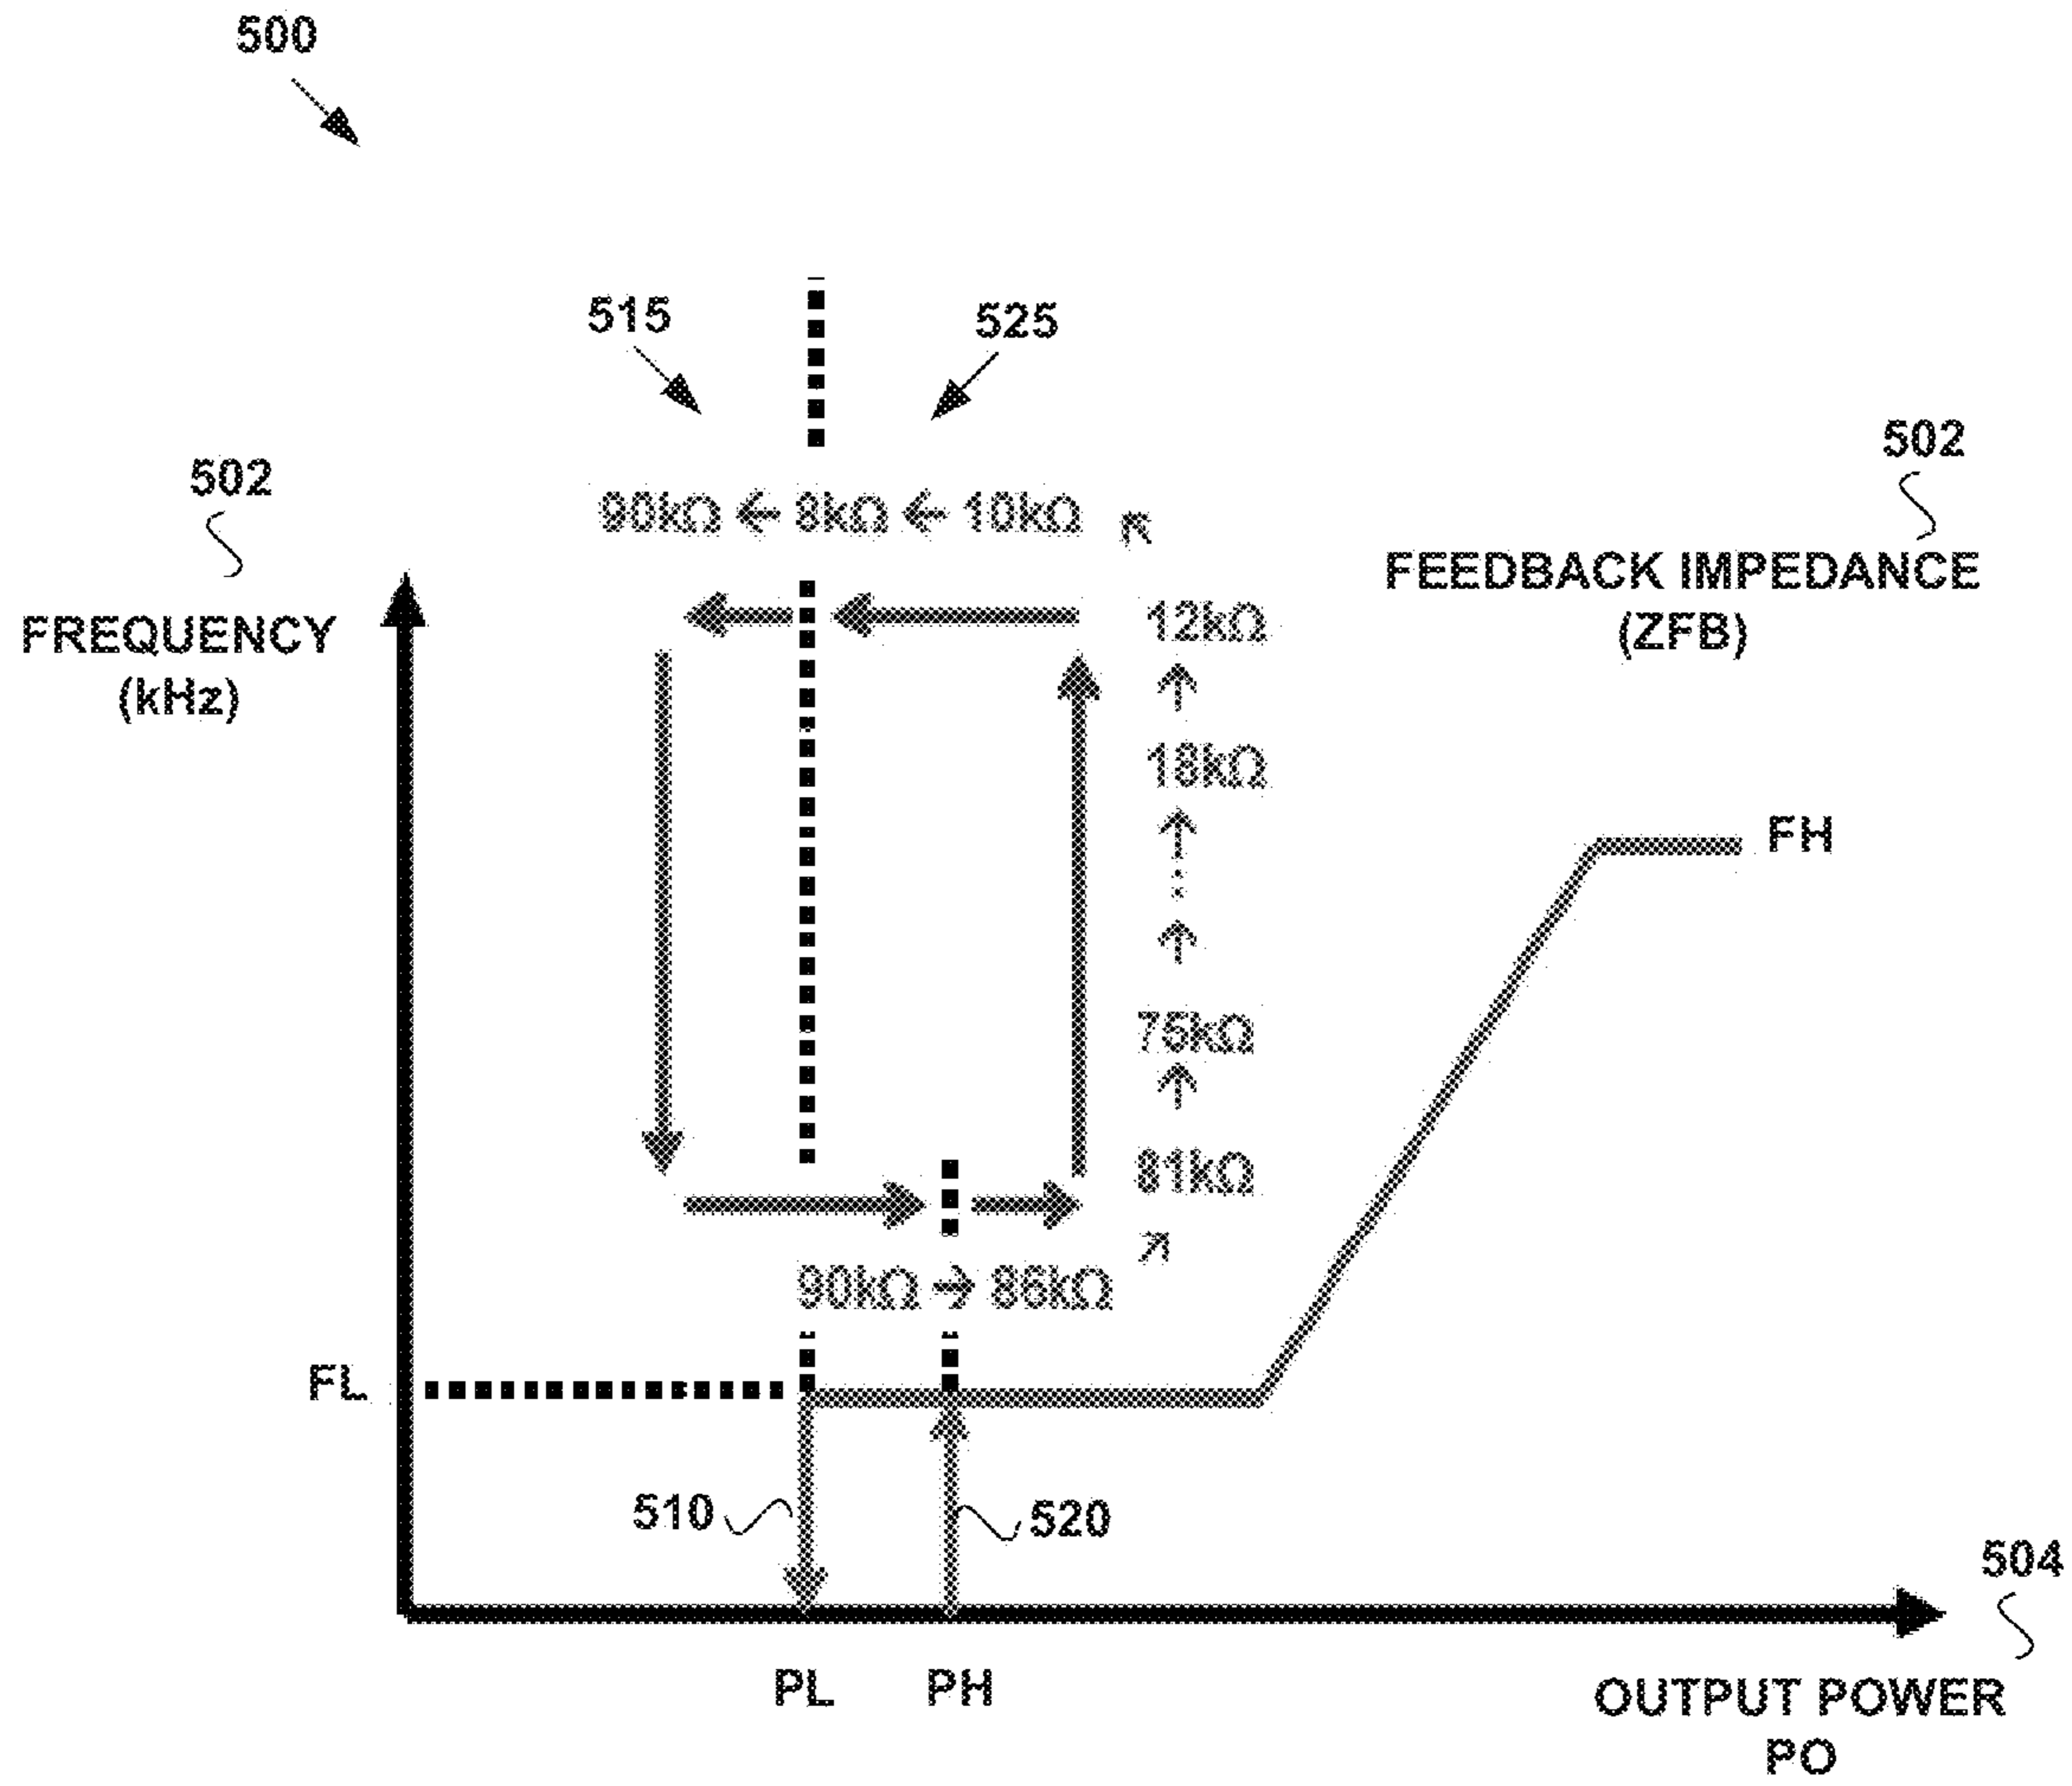 500
515
525
502
502
90kΩ ← 8kΩ ← 10kΩ ↖
FEEDBACK IMPEDANCE
(ZFB)
FREQUENCY
(kHz)
12kΩ
↑
18kΩ
↑
⋮
↑
75kΩ
↑
81kΩ
↗
90kΩ → 86kΩ
FH
FL
510
520
504
PL
PH
OUTPUT POWER
PO